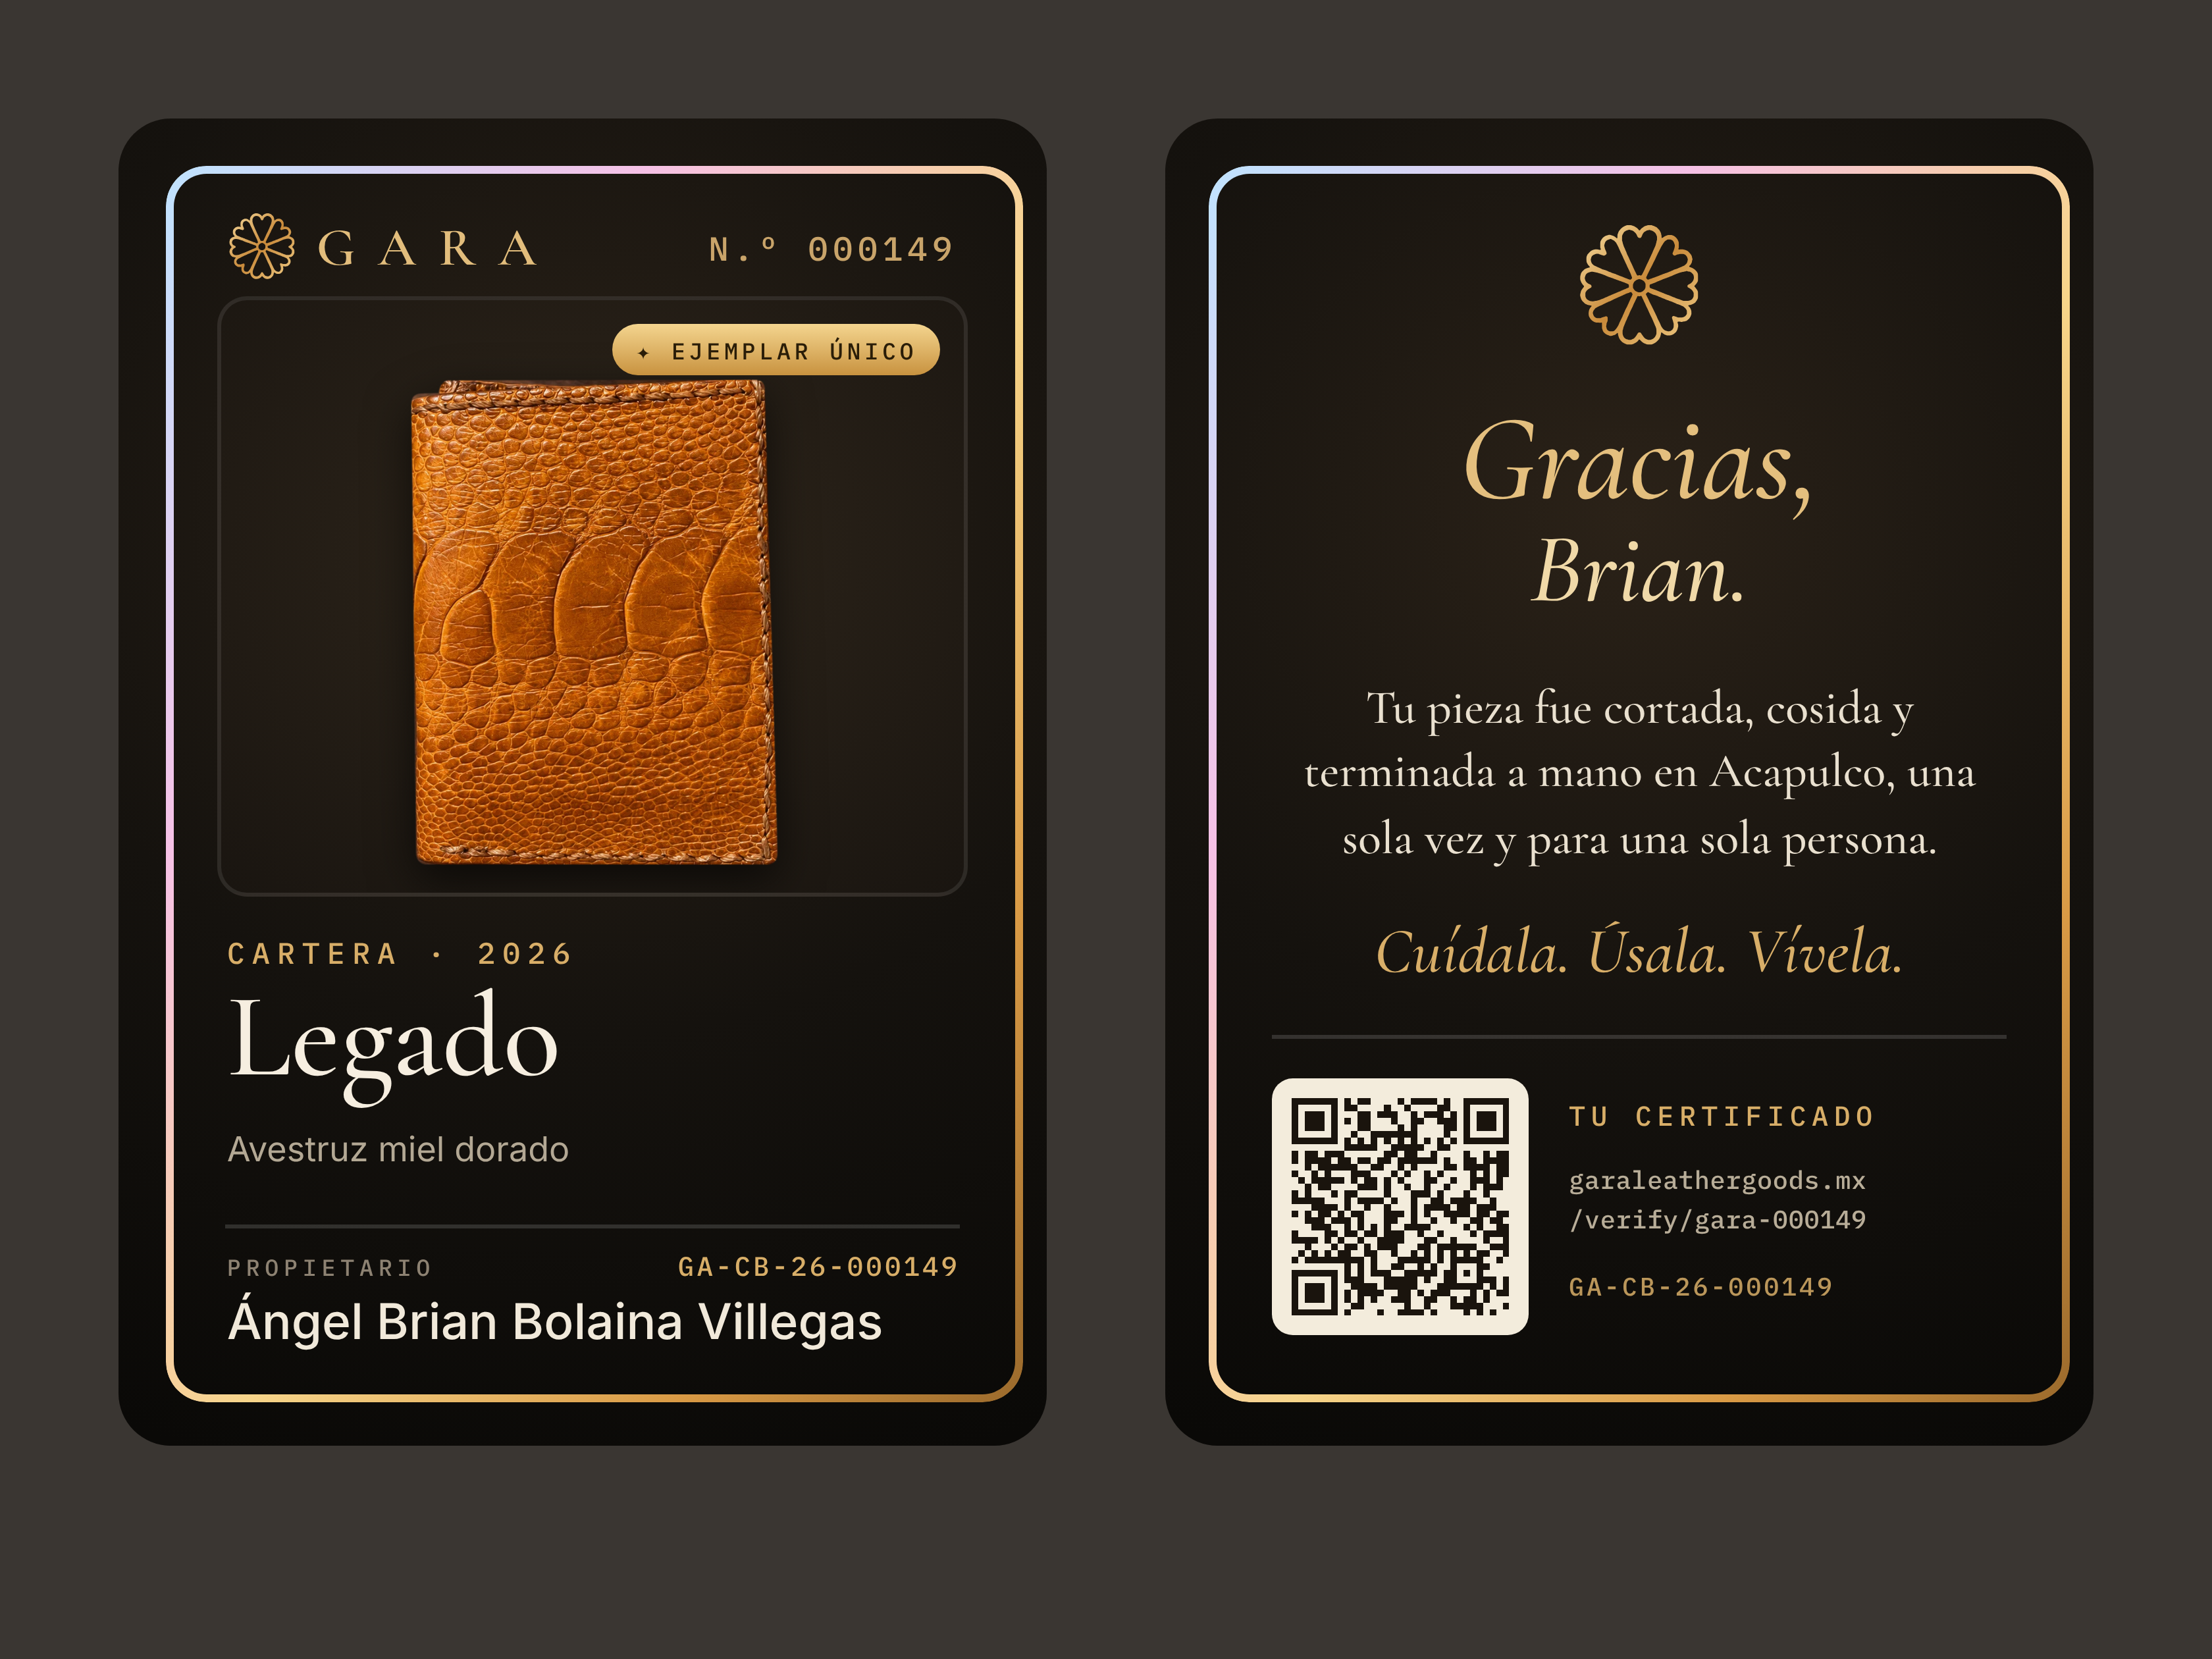 GARA
N.º 000149
✦ EJEMPLAR ÚNICO
CARTERA · 2026
Legado
Avestruz miel dorado
PROPIETARIO
GA-CB-26-000149
Ángel Brian Bolaina Villegas
Gracias,
Brian.
Tu pieza fue cortada, cosida y
terminada a mano en Acapulco, una
sola vez y para una sola persona.
Cuídala. Úsala. Vívela.
TU CERTIFICADO
garaleathergoods.mx
/verify/gara-000149
GA-CB-26-000149